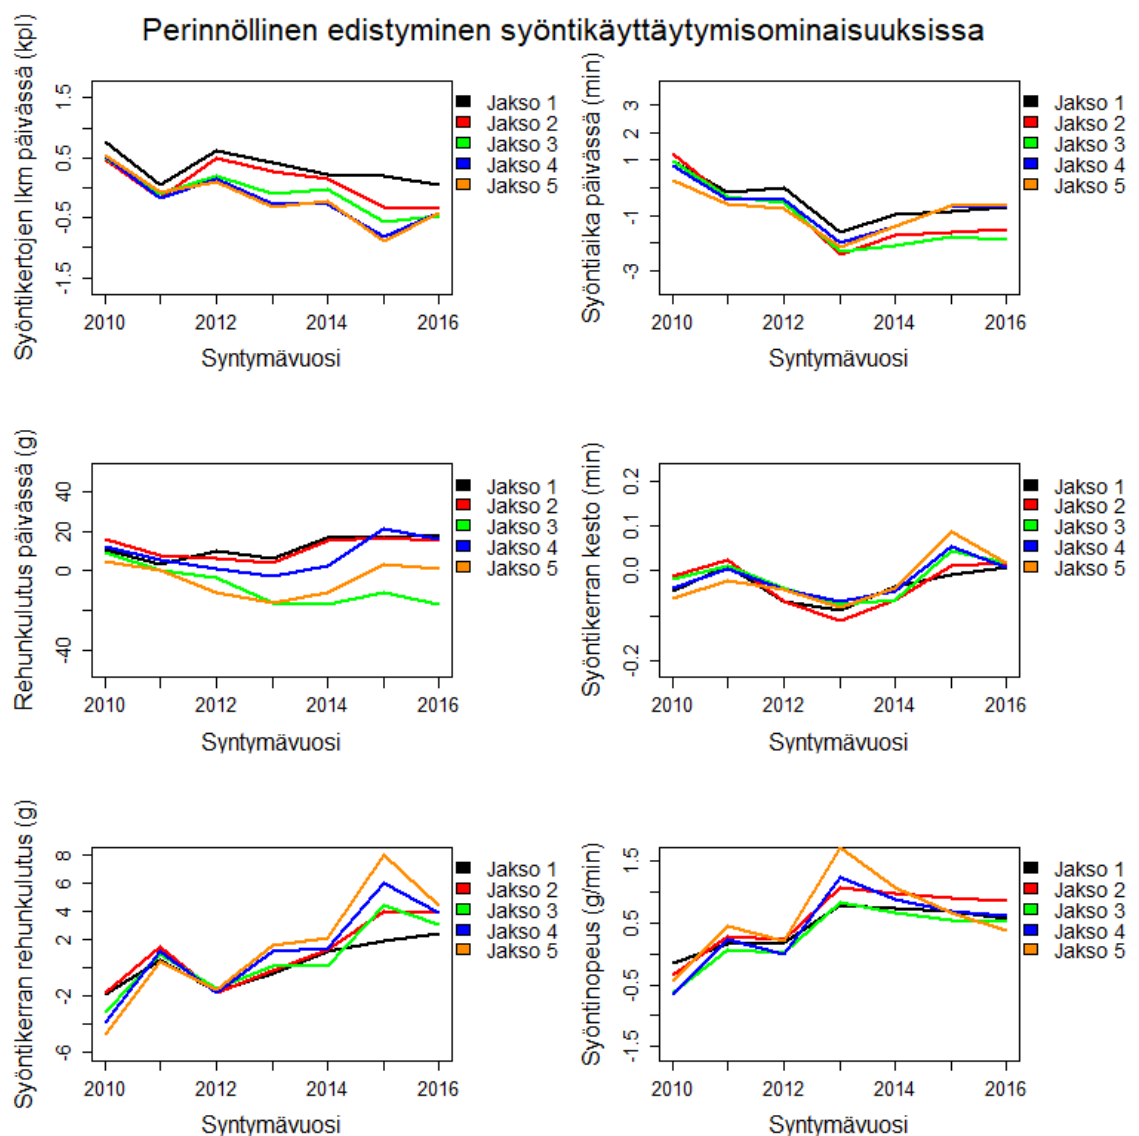 Perinnöllinen edistyminen syöntikäyttäytymisominaisuuksissa
Syöntikertojen lkm päivässä (kpl)
1.5
0.5
-0.5
-1.5
2010 2012 2014 2016
Syntymävuosi
Jakso 1
Jakso 2
Jakso 3
Jakso 4
Jakso 5
Syöntiaika päivässä (min)
3
2
1
-1
-3
2010 2012 2014 2016
Syntymävuosi
Jakso 1
Jakso 2
Jakso 3
Jakso 4
Jakso 5
Rehunkulutus päivässä (g)
40
20
0
-40
2010 2012 2014 2016
Syntymävuosi
Jakso 1
Jakso 2
Jakso 3
Jakso 4
Jakso 5
Syöntikerran kesto (min)
0.2
0.1
0.0
-0.2
2010 2012 2014 2016
Syntymävuosi
Jakso 1
Jakso 2
Jakso 3
Jakso 4
Jakso 5
Syöntikerran rehunkulutus (g)
8
6
4
2
-2
-6
2010 2012 2014 2016
Syntymävuosi
Jakso 1
Jakso 2
Jakso 3
Jakso 4
Jakso 5
Syöntinopeus (g/min)
1.5
0.5
-0.5
-1.5
2010 2012 2014 2016
Syntymävuosi
Jakso 1
Jakso 2
Jakso 3
Jakso 4
Jakso 5